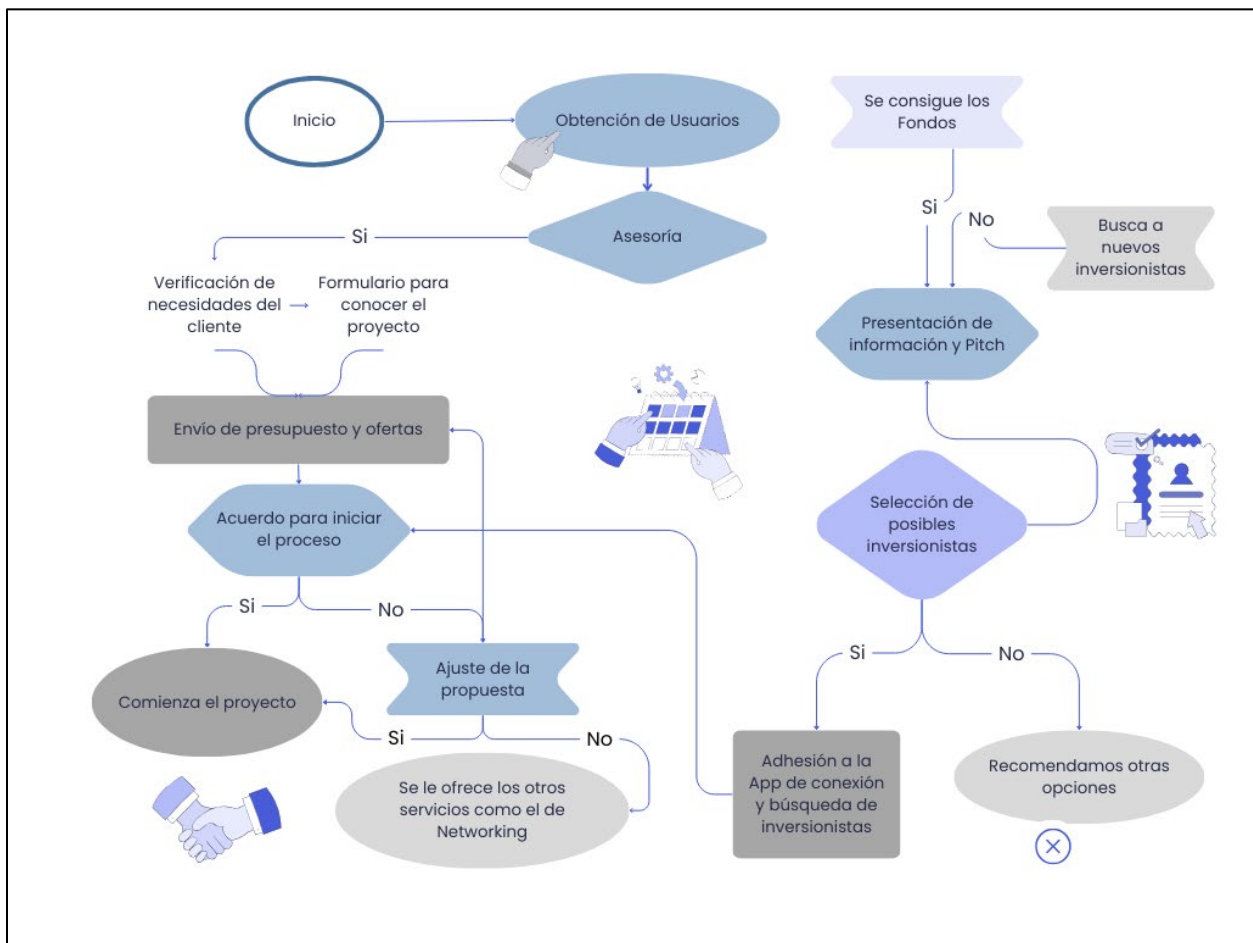 Inicio
Obtención de Usuarios
Se consigue los
Fondos
Asesoría
Si
Si
No
Busca a
nuevos
inversionistas
Verificación de
necesidades del
cliente
Formulario para
conocer el
proyecto
Presentación de
información y Pitch
Envío de presupuesto y ofertas
Acuerdo para iniciar
el proceso
Selección de
posibles
inversionistas
Si
No
Ajuste de la
propuesta
Comienza el proyecto
Si
No
Se le ofrece los otros
servicios como el de
Networking
Si
No
Adhesión a la
App de conexión
y búsqueda de
inversionistas
Recomendamos otras
opciones